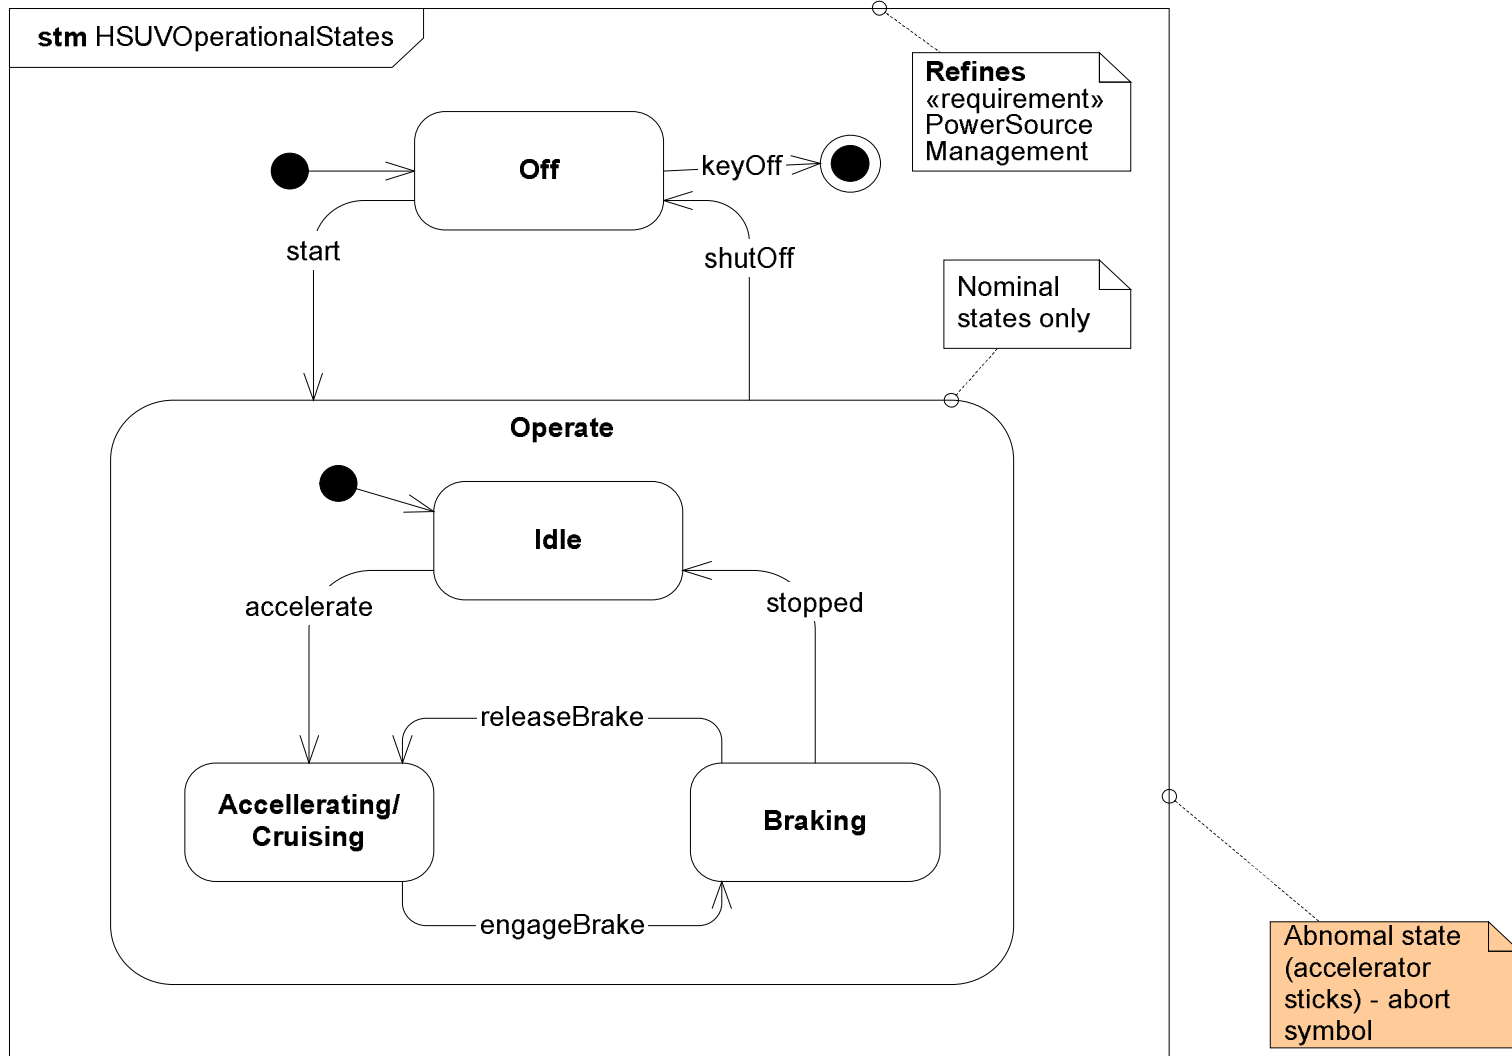 stm HSUVOperationalStates
Refines
«requirement»
PowerSource
Management
Off
keyOff
start
shutOff
Nominal
states only
Operate
Idle
accelerate
stopped
releaseBrake
Accellerating/
Cruising
Braking
engageBrake
Abnomal state
(accelerator
sticks) - abort
symbol